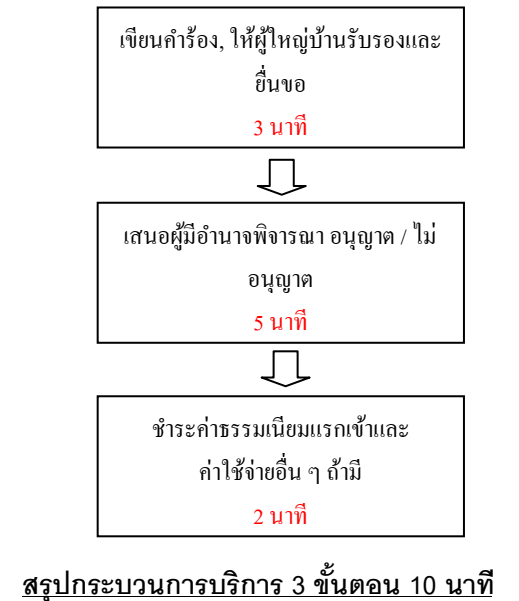 เขียนคำร้อง, ให้ผู้ใหญ่บ้านรับรองและ
ยื่นขอ
3 นาที
เสนอผู้มีอำนาจพิจารณา อนุญาต / ไม่
อนุญาต
5 นาที
ชำระค่าธรรมเนียมแรกเข้าและ
ค่าใช้จ่ายอื่น ๆ ถ้ามี
2 นาที
สรุปกระบวนการบริการ 3 ขั้นตอน 10 นาที